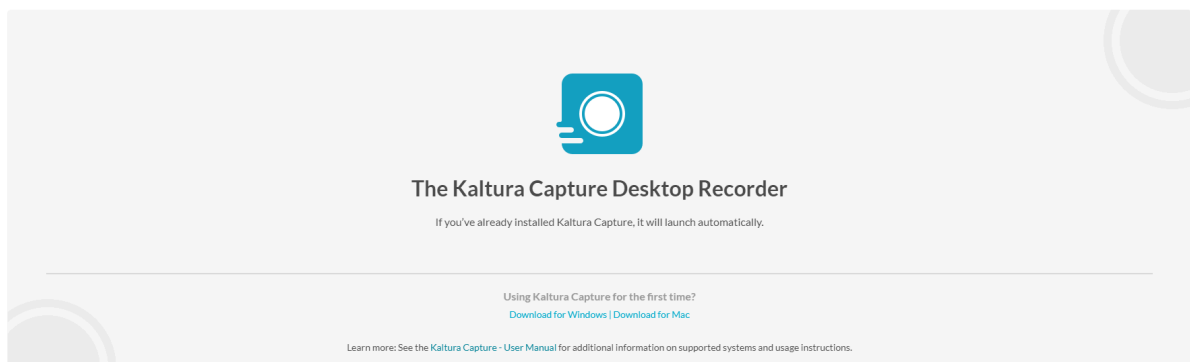 The Kaltura Capture Desktop Recorder
If you've already installed Kaltura Capture, it will launch automatically.
Using Kaltura Capture for the first time?
Download for Windows | Download for Mac
Learn more: See the Kaltura Capture - User Manual for additional information on supported systems and usage instructions.